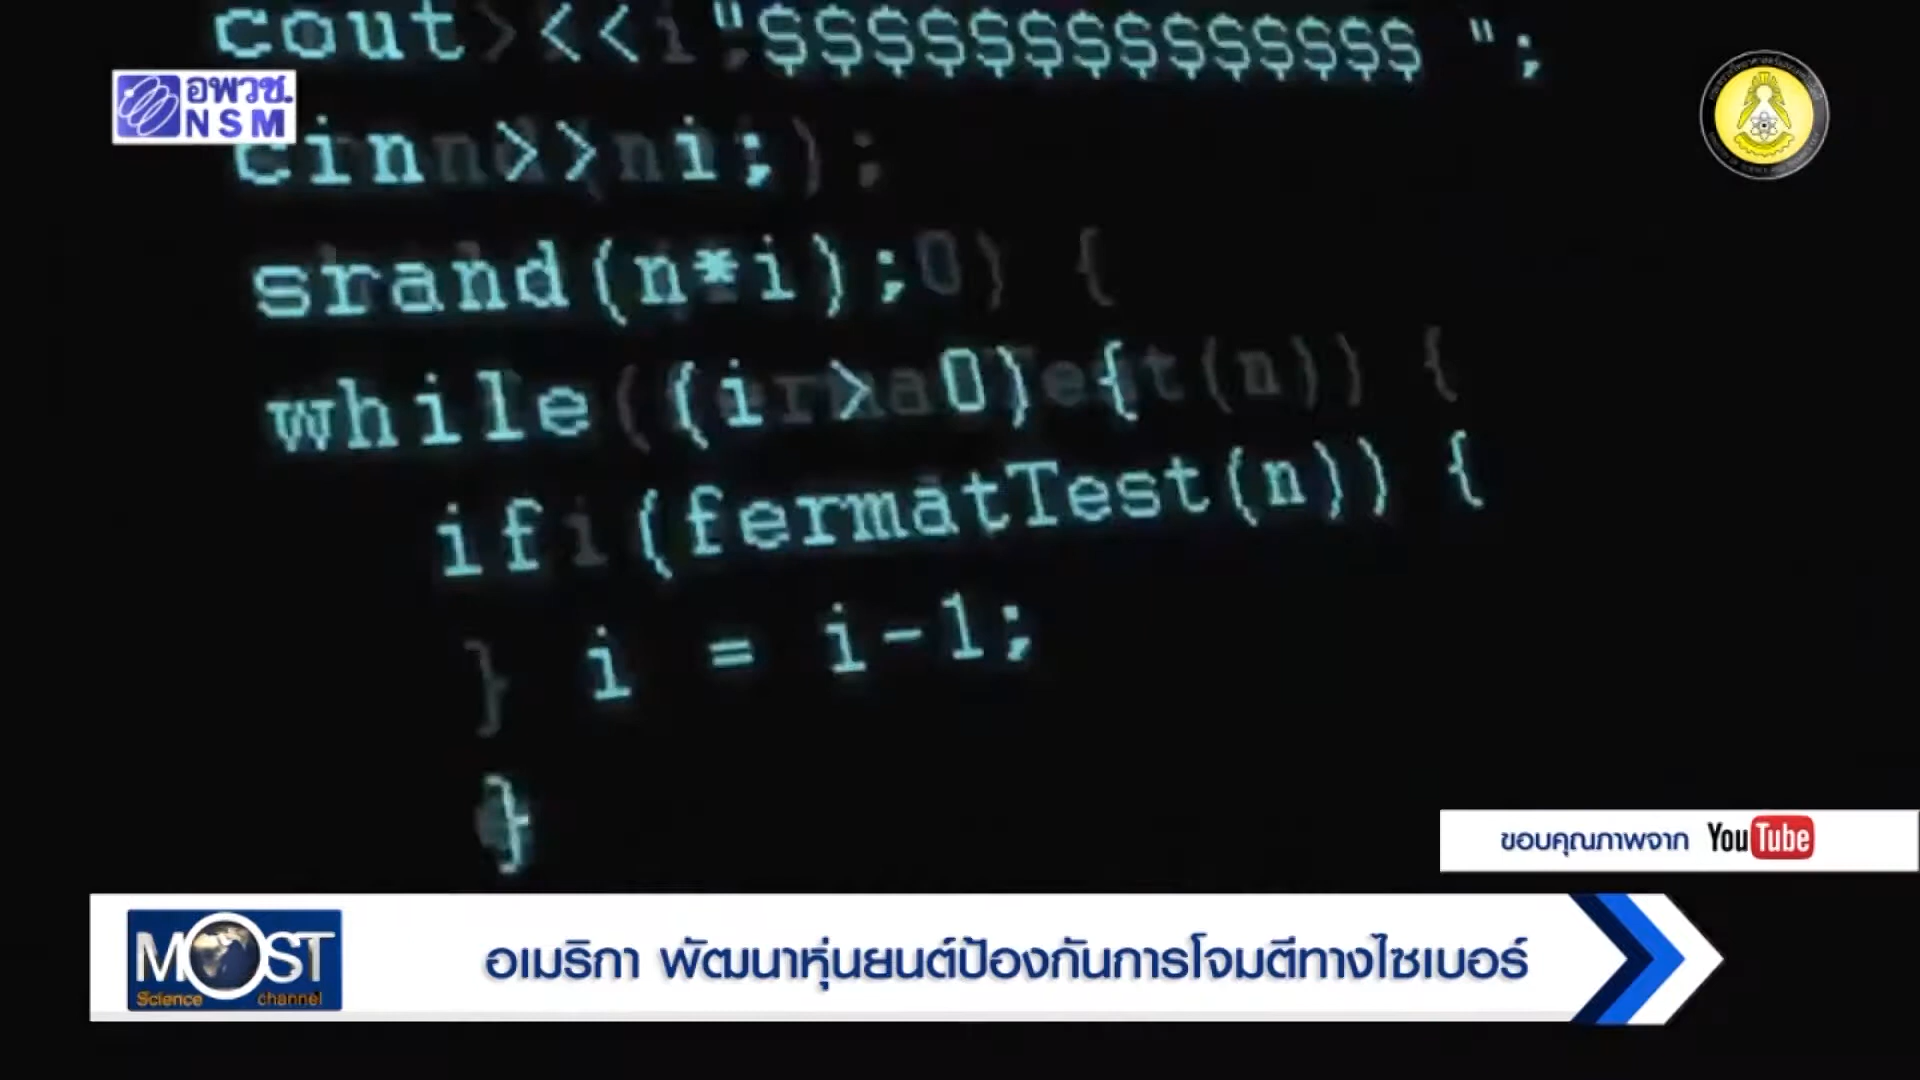 cout << "$$$$$$$$$$$$$$$ ";
อพวช.
NSM
cin >> i;
srand(n*i);
while (i > 0) {
if (fermatTest(n)) {
i = i-1;
}
ขอบคุณภาพจาก YouTube
MOST
Science channel
อเมริกา พัฒนาหุ่นยนต์ป้องกันการโจมตีทางไซเบอร์